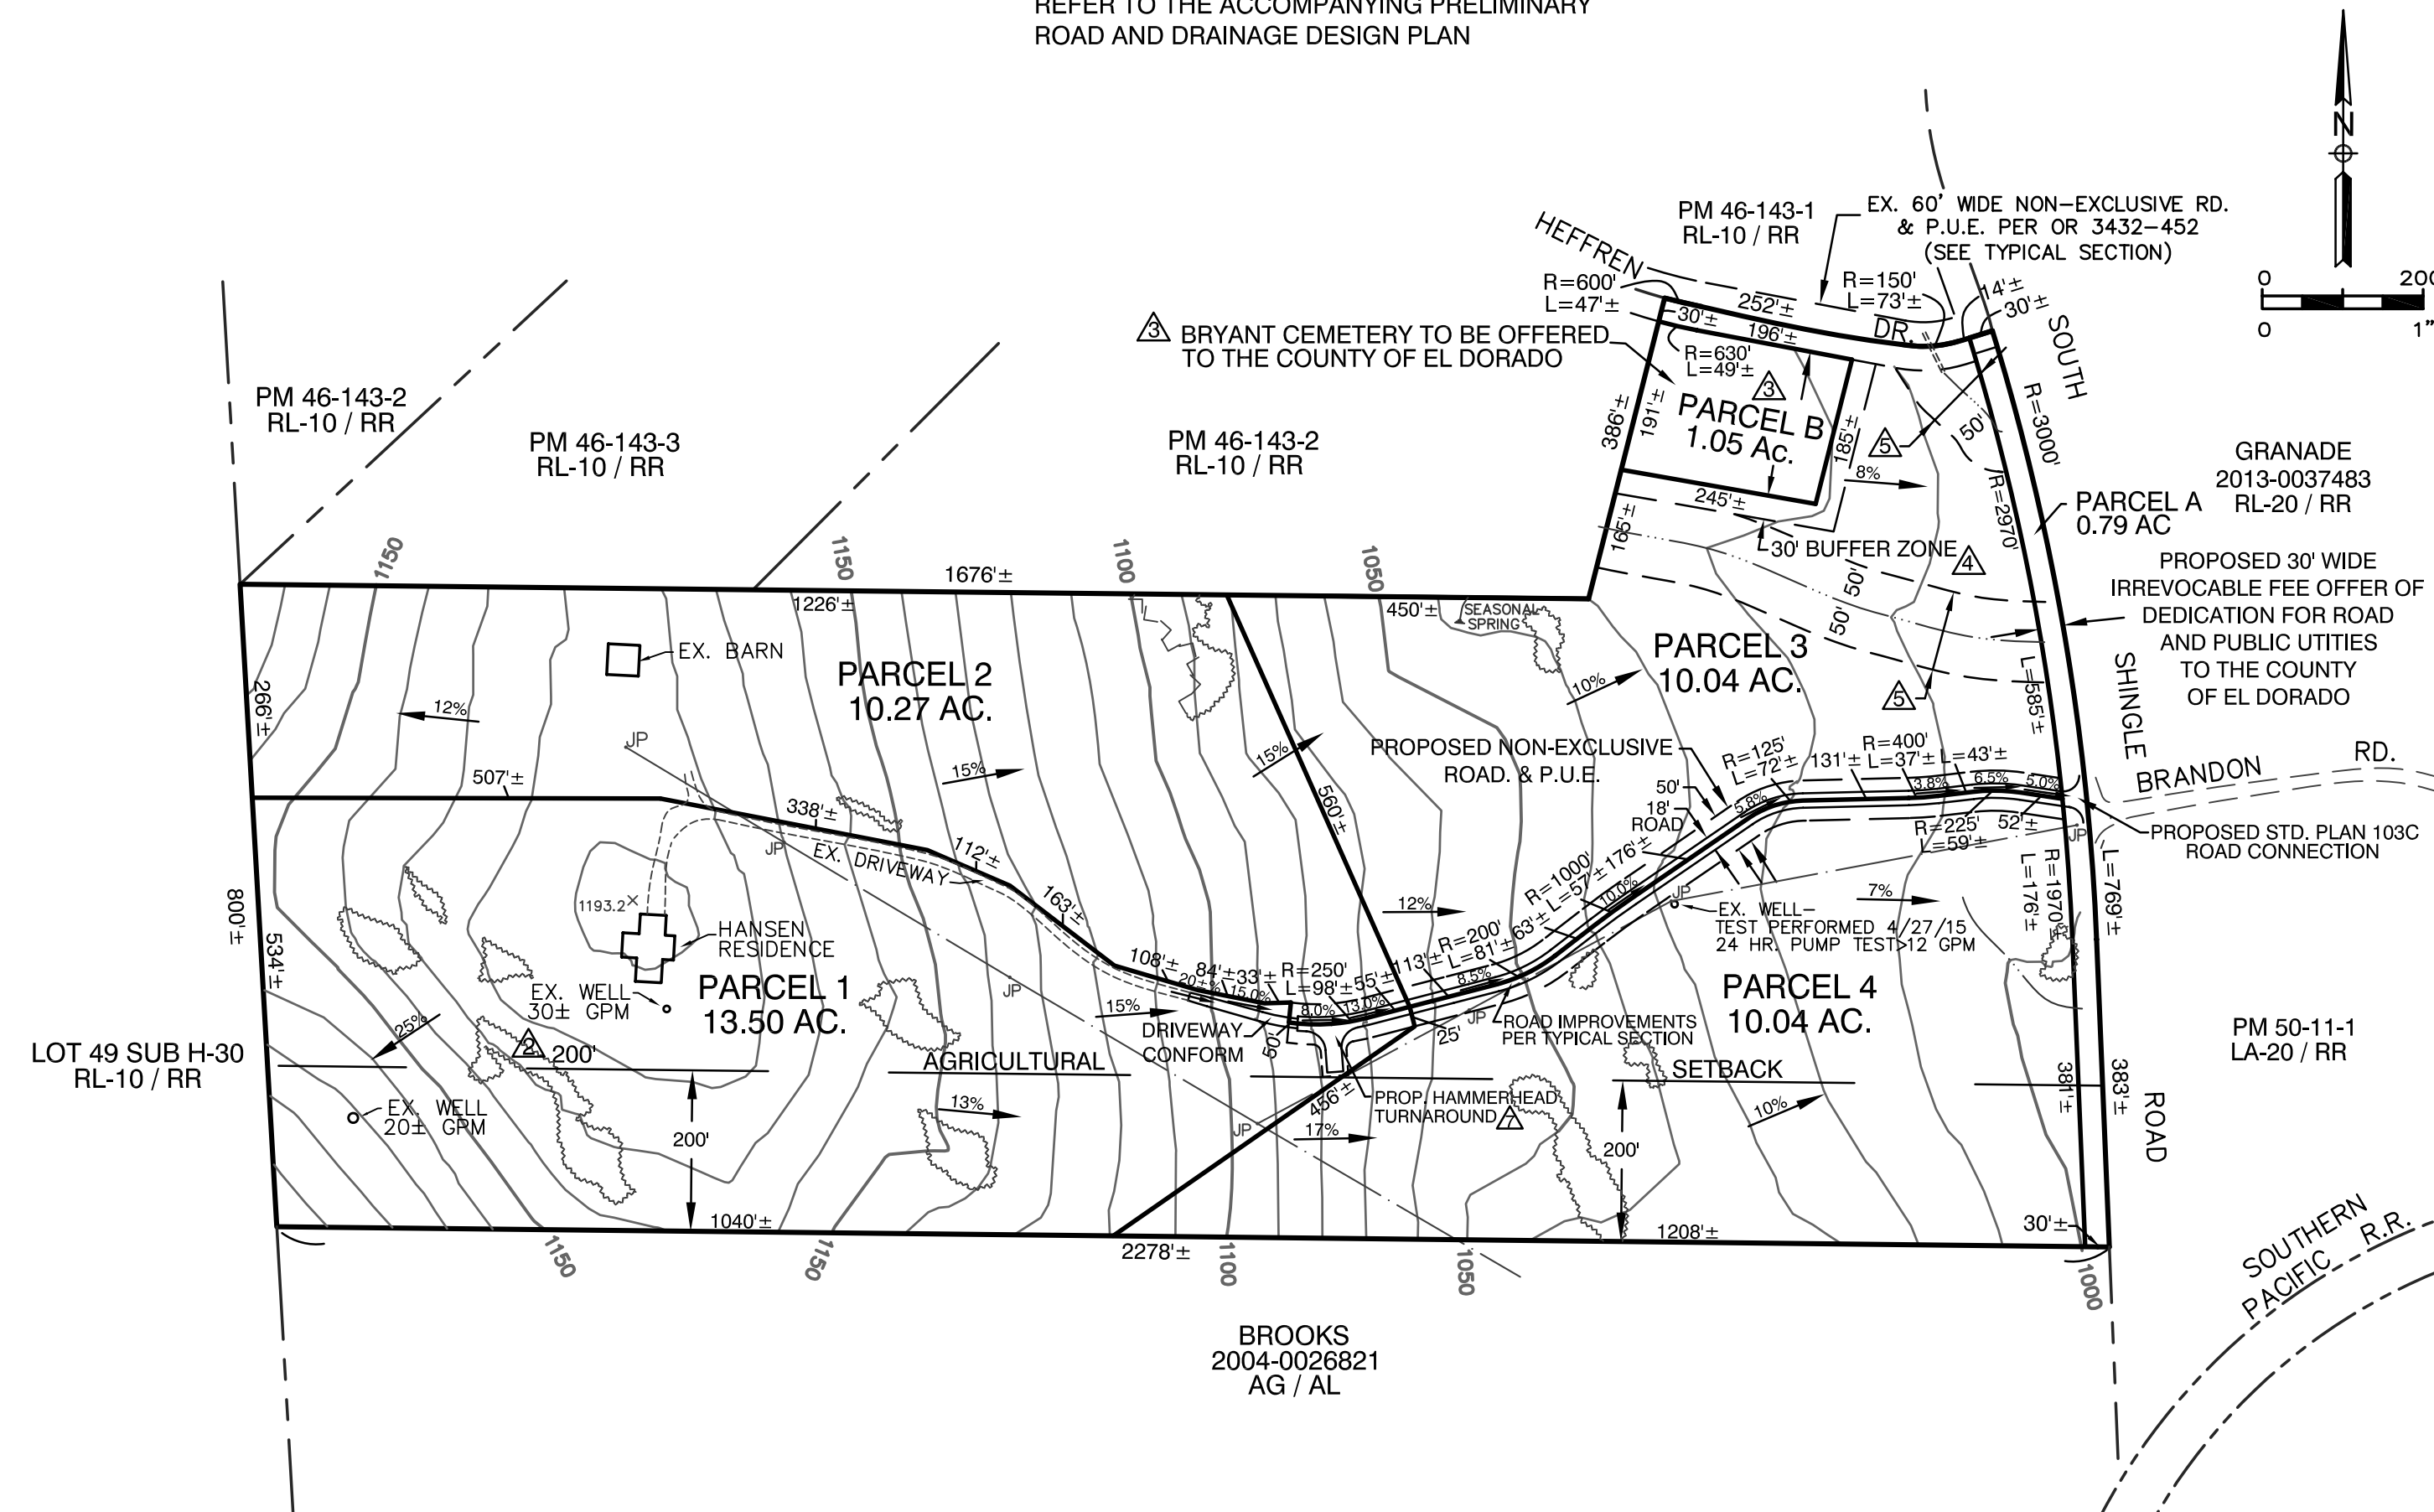 REFER TO THE ACCOMPANYING PRELIMINARY
ROAD AND DRAINAGE DESIGN PLAN
N
0 200
0 1"
PM 46-143-1
RL-10 / RR
EX. 60' WIDE NON-EXCLUSIVE RD.
& P.U.E. PER OR 3432-452
(SEE TYPICAL SECTION)
HEFFREN
DR.
R=600'
L=47'±
252'±
R=150'
L=73'±
14'±
30'±
SOUTH
30'±
196'±
R=630'
L=49'±
3
BRYANT CEMETERY TO BE OFFERED
TO THE COUNTY OF EL DORADO
3
PARCEL B
1.05 Ac.
386'±
191'±
185'±
5
50'
8%
245'±
165'±
30' BUFFER ZONE
4
R=3000'
R=2970'
GRANADE
2013-0037483
RL-20 / RR
PARCEL A
0.79 AC
PROPOSED 30' WIDE
IRREVOCABLE FEE OFFER OF
DEDICATION FOR ROAD
AND PUBLIC UTITIES
TO THE COUNTY
OF EL DORADO
PM 46-143-2
RL-10 / RR
PM 46-143-3
RL-10 / RR
PM 46-143-2
RL-10 / RR
1150
1150
1100
1050
1676'±
1226'±
450'±
SEASONAL
SPRING
50'
50'
5
L=585'±
SHINGLE
EX. BARN
PARCEL 2
10.27 AC.
PARCEL 3
10.04 AC.
10%
266'±
12%
JP
15%
15%
507'±
338'±
560'±
PROPOSED NON-EXCLUSIVE
ROAD. & P.U.E.
50'
18'
ROAD
R=125'
L=72'±
131'±
R=400'
L=37'±
L=43'±
5.8%
3.8%
6.5%
5.0%
BRANDON
RD.
R=225'
L=59'±
52'±
JP
PROPOSED STD. PLAN 103C
ROAD CONNECTION
JP
EX. DRIVEWAY
112'±
163'±
R=1000'
L=57'±
176'±
10.0%
JP
EX. WELL-
TEST PERFORMED 4/27/15
24 HR. PUMP TEST>12 GPM
7%
R=1970'±
L=176'±
L=769'±
800'±
534'±
1193.2
HANSEN
RESIDENCE
EX. WELL
30± GPM
PARCEL 1
13.50 AC.
12%
108'±
20±%
84'±
15.0%
33'±
R=250'
L=98'±
55'±
8.0%
13.0%
113'±
R=200'
L=81'±
63'±
8.5%
JP
15%
DRIVEWAY
CONFORM
50'
25'
JP
ROAD IMPROVEMENTS
PER TYPICAL SECTION
PARCEL 4
10.04 AC.
25%
LOT 49 SUB H-30
RL-10 / RR
2
200'
AGRICULTURAL
SETBACK
PM 50-11-1
LA-20 / RR
EX. WELL
20± GPM
200'
13%
JP
456'±
17%
PROP. HAMMERHEAD
TURNAROUND
7
200'
10%
381'±
383'±
ROAD
1040'±
2278'±
1208'±
30'±
1150
1150
1100
1050
1000
SOUTHERN
PACIFIC R.R.
BROOKS
2004-0026821
AG / AL